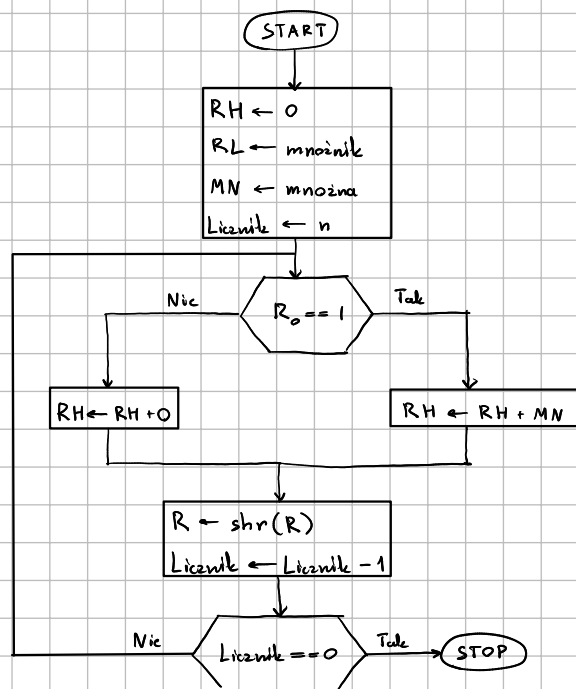 START
RH ← 0
RL ← mnożnik
MN ← mnożna
Licznik ← n
Nie
R₀ == 1
Tak
RH ← RH + 0
RH ← RH + MN
R ← shr(R)
Licznik ← Licznik - 1
Nie
Licznik == 0
Tak
STOP